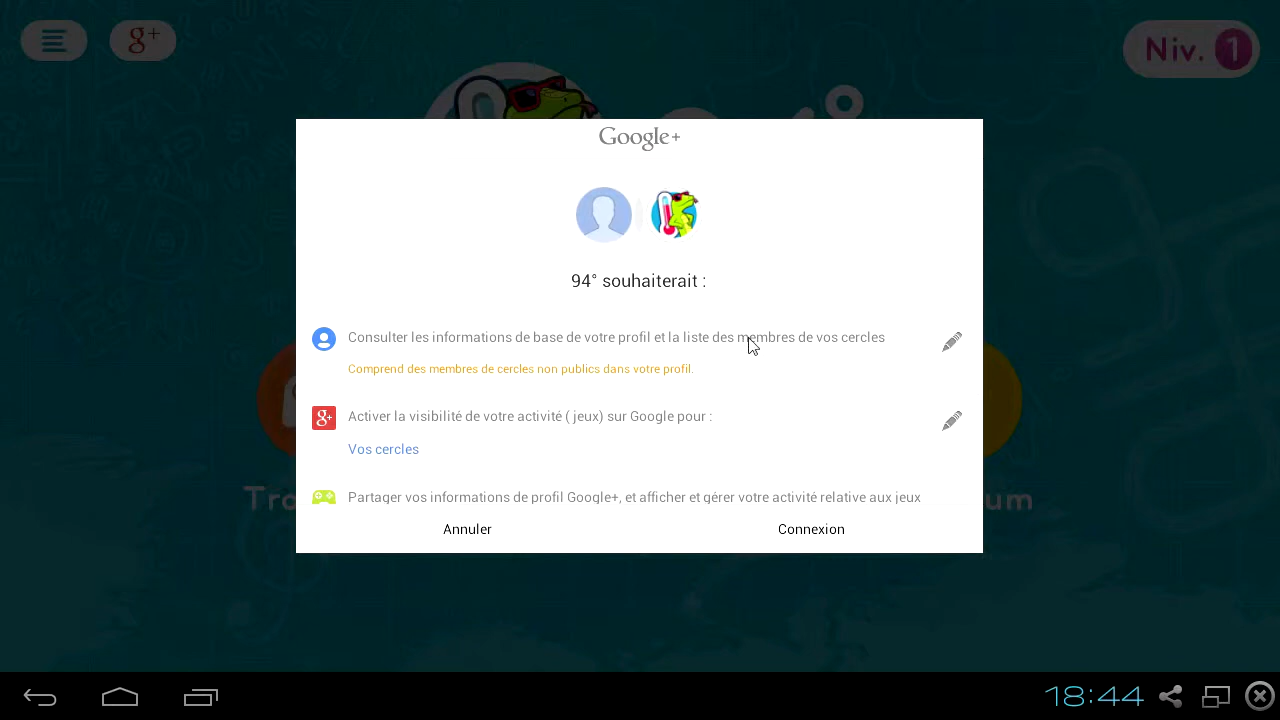 g+
Niv. 1
Google+
94° souhaiterait :
Consulter les informations de base de votre profil et la liste des membres de vos cercles
Comprend des membres de cercles non publics dans votre profil.
g+
Activer la visibilité de votre activité ( jeux) sur Google pour :
Vos cercles
Partager vos informations de profil Google+, et afficher et gérer votre activité relative aux jeux
Annuler
Connexion
Tro
um
18:44